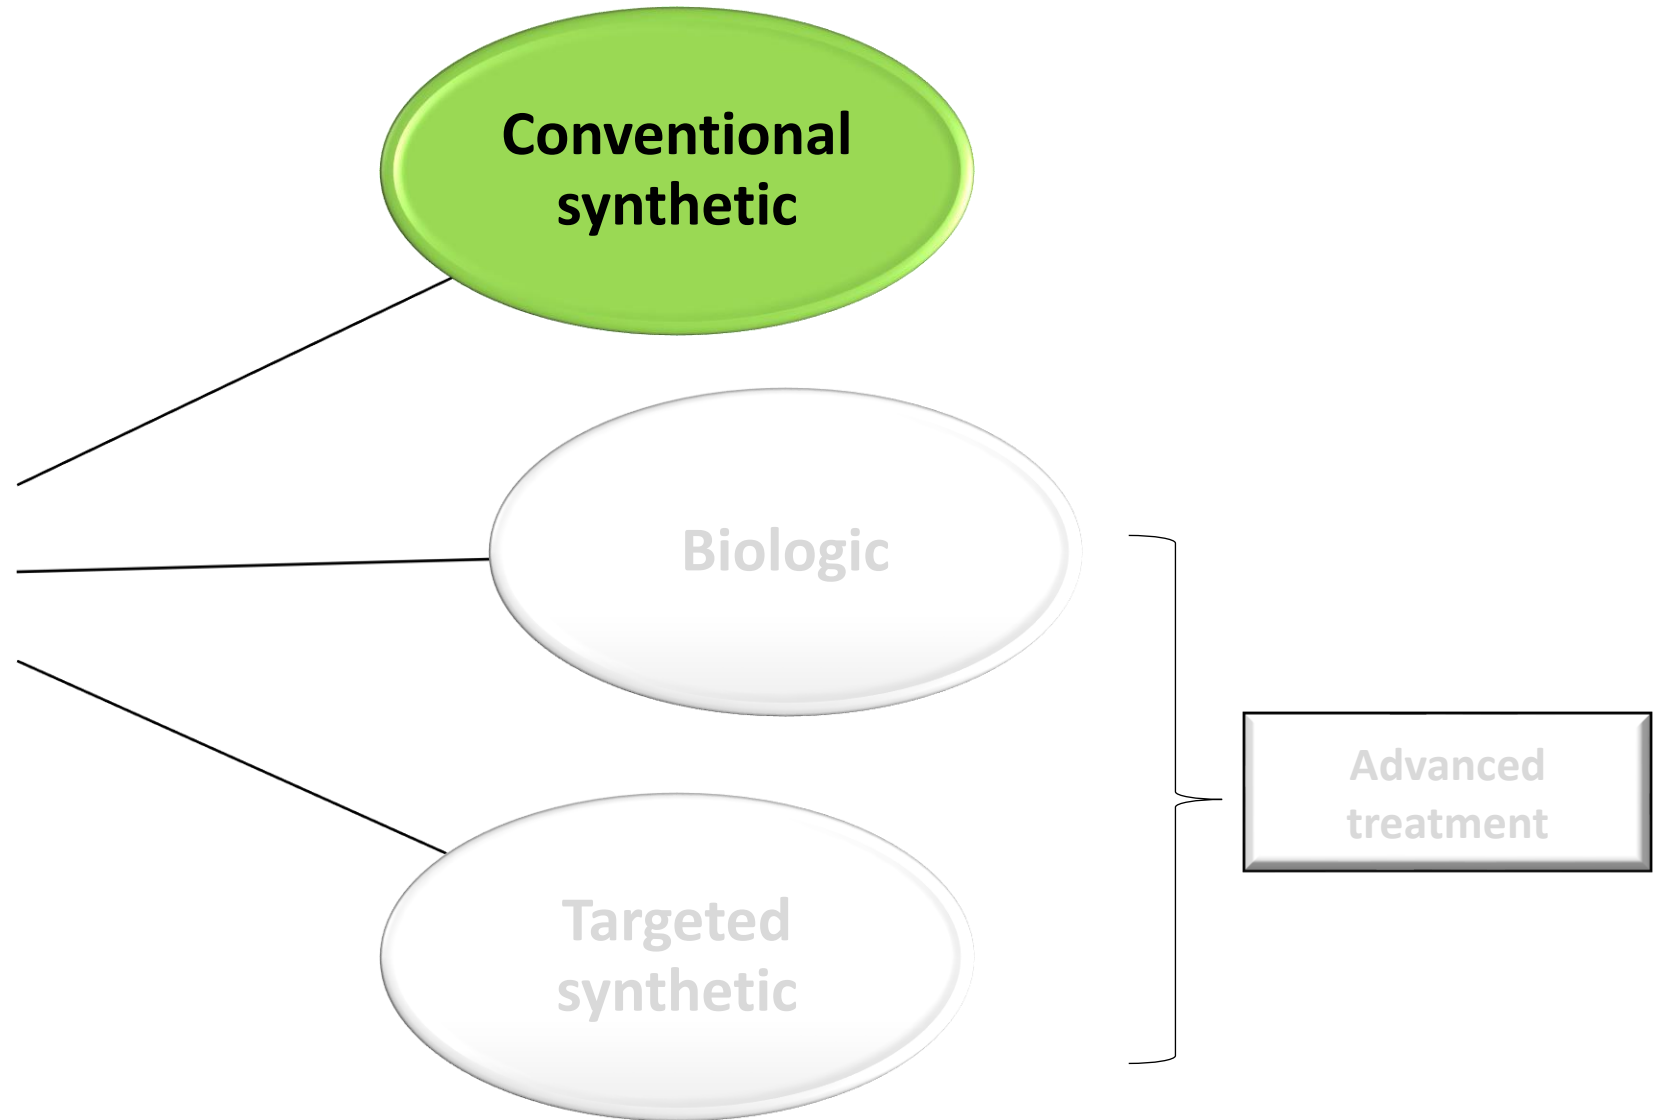 Conventional
synthetic
Biologic
Advanced
treatment
Targeted
synthetic